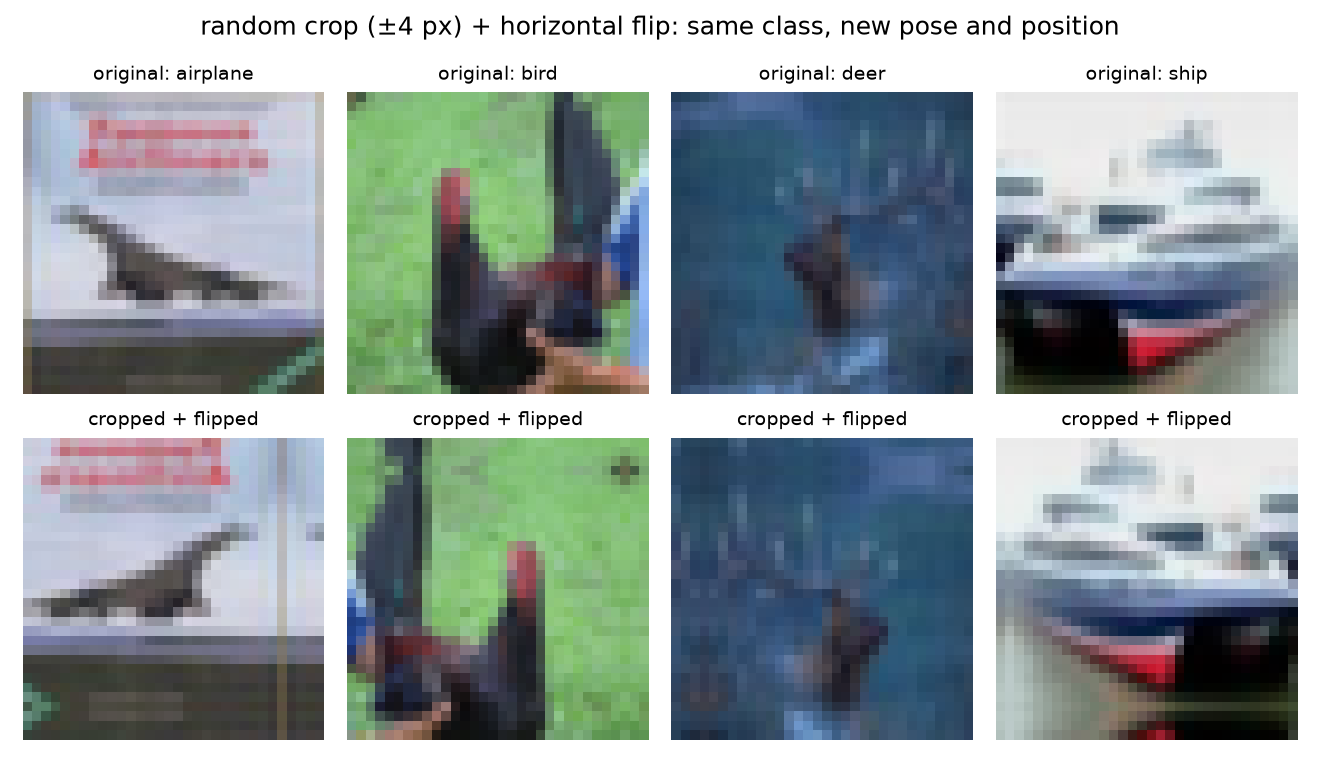 random crop (±4 px) + horizontal flip: same class, new pose and position
original: airplane
original: bird
original: deer
original: ship
cropped + flipped
cropped + flipped
cropped + flipped
cropped + flipped